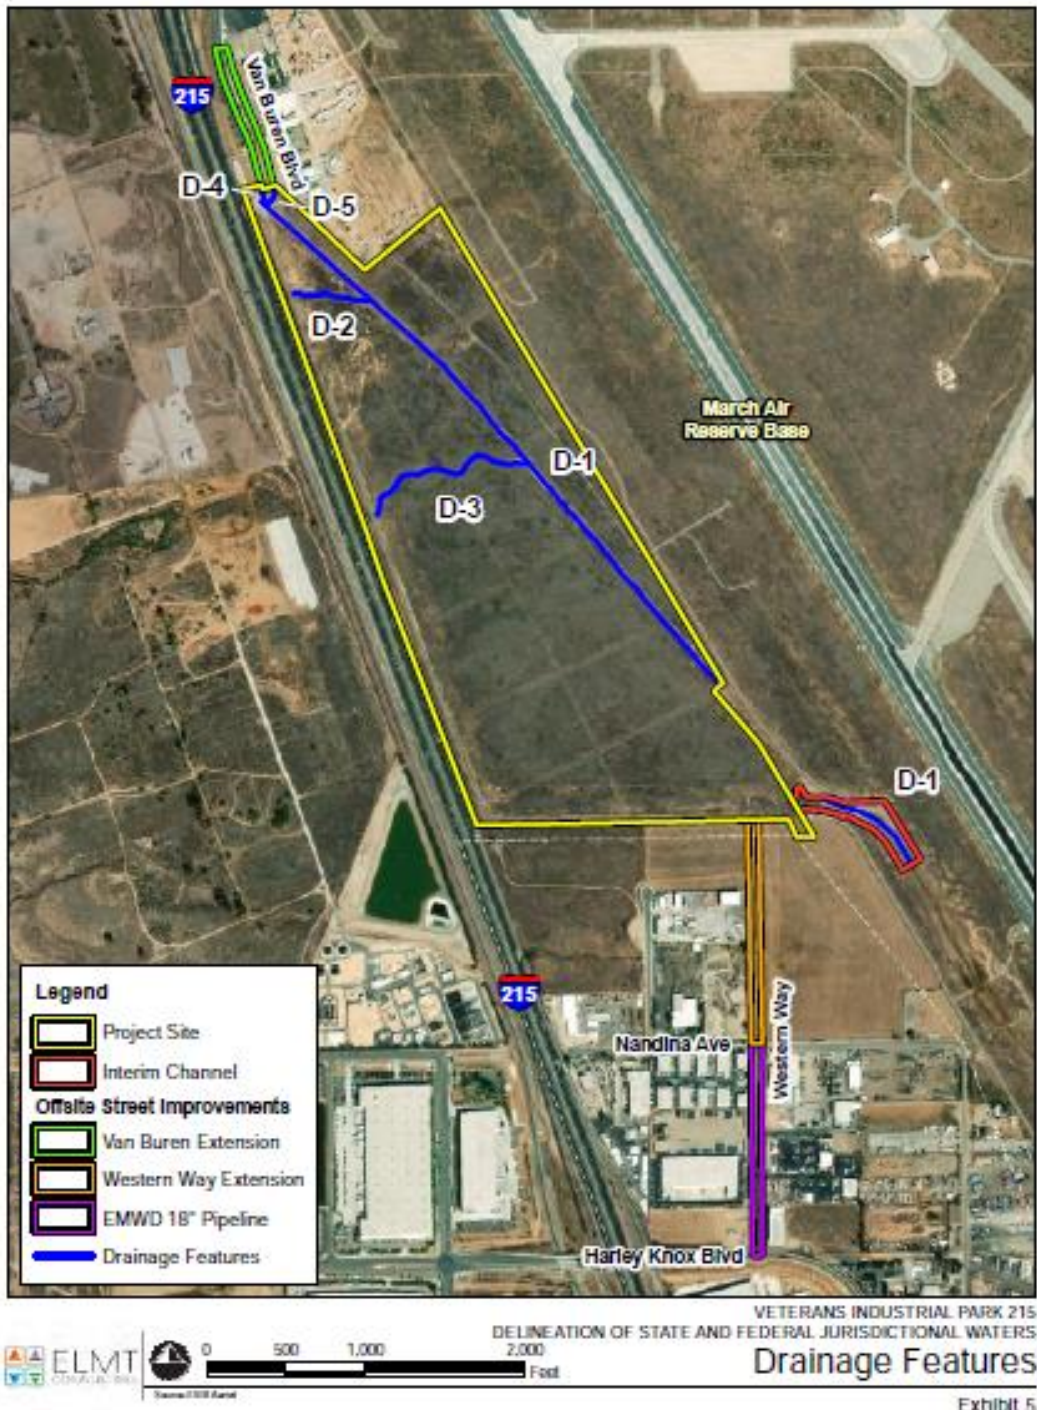 215
Van Buren Blvd
D-4
D-5
D-2
March Air
Reserve Base
D-1
D-3
D-1
215
Nandina Ave
Western Way
Harley Knox Blvd
Legend
Project Site
Interim Channel
Offsite Street Improvements
Van Buren Extension
Western Way Extension
EMWD 18" Pipeline
Drainage Features
VETERANS INDUSTRIAL PARK 215
DELINEATION OF STATE AND FEDERAL JURISDICTIONAL WATERS
Drainage Features
ELMT
CONSULTING
0 500 1,000 2,000
Feet
Exhibit 5